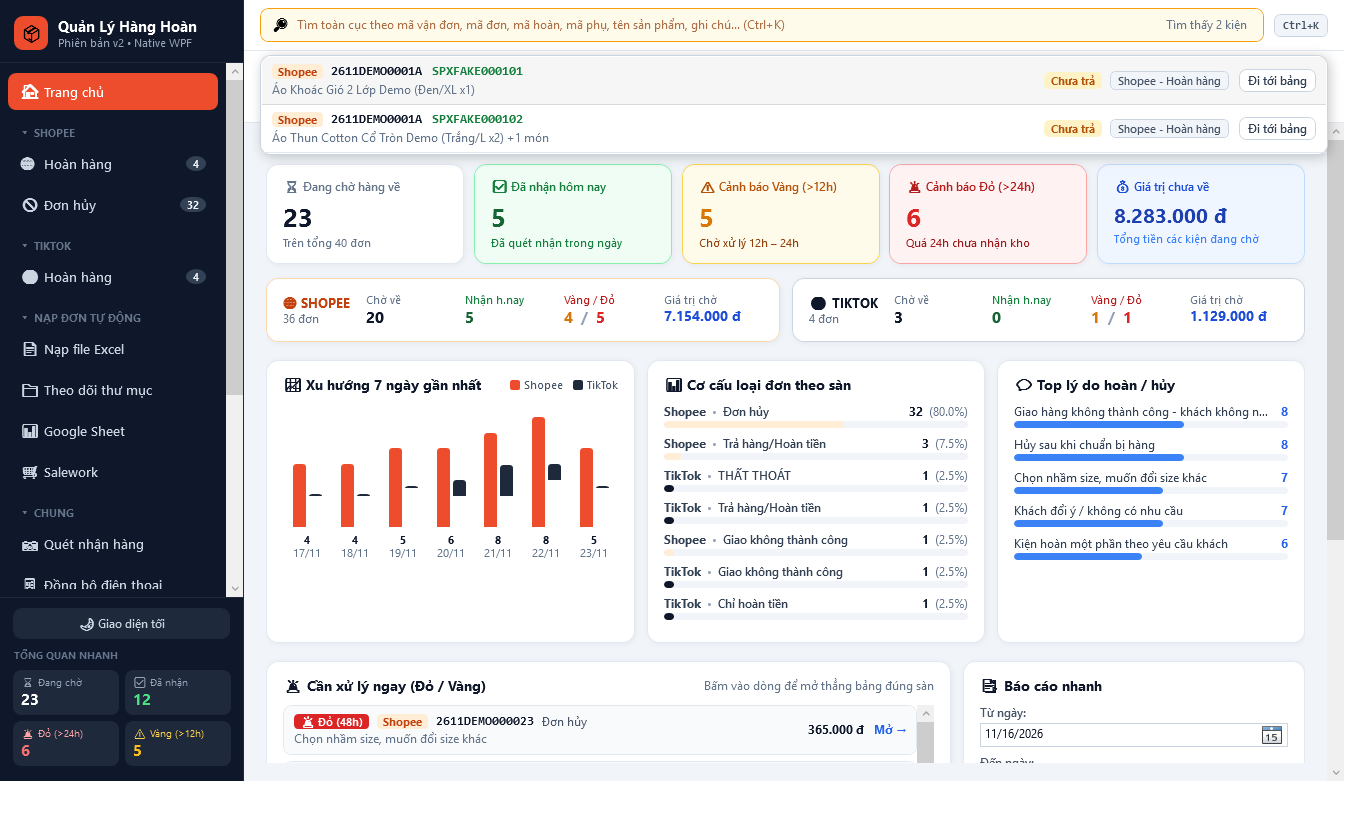 Quản Lý Hàng Hoàn
Phiên bản v2 • Native WPF
Trang chủ
SHOPEE
Hoàn hàng 4
Đơn hủy 32
TIKTOK
Hoàn hàng 4
NẠP ĐƠN TỰ ĐỘNG
Nạp file Excel
Theo dõi thư mục
Google Sheet
Salework
CHUNG
Quét nhận hàng
Đồng bộ điện thoại
Giao diện tối
TỔNG QUAN NHANH
Đang chờ
23
Đã nhận
12
Đỏ (>24h)
6
Vàng (>12h)
5
Tìm toàn cục theo mã vận đơn, mã đơn, mã hoàn, mã phụ, tên sản phẩm, ghi chú... (Ctrl+K) Tìm thấy 2 kiện Ctrl+K
Shopee 2611DEMO0001A SPXFAKE000101
Áo Khoác Gió 2 Lớp Demo (Đen/XL x1)
Chưa trả Shopee - Hoàn hàng Đi tới bảng
Shopee 2611DEMO0001A SPXFAKE000102
Áo Thun Cotton Cổ Tròn Demo (Trắng/L x2) +1 món
Chưa trả Shopee - Hoàn hàng Đi tới bảng
Đang chờ hàng về
23
Trên tổng 40 đơn
Đã nhận hôm nay
5
Đã quét nhận trong ngày
Cảnh báo Vàng (>12h)
5
Chờ xử lý 12h – 24h
Cảnh báo Đỏ (>24h)
6
Quá 24h chưa nhận kho
Giá trị chưa về
8.283.000 đ
Tổng tiền các kiện đang chờ
SHOPEE
36 đơn
Chờ về
20
Nhận h.nay
5
Vàng / Đỏ
4 / 5
Giá trị chờ
7.154.000 đ
TIKTOK
4 đơn
Chờ về
3
Nhận h.nay
0
Vàng / Đỏ
1 / 1
Giá trị chờ
1.129.000 đ
Xu hướng 7 ngày gần nhất Shopee TikTok
4 4 5 6 8 8 5
17/11 18/11 19/11 20/11 21/11 22/11 23/11
Cơ cấu loại đơn theo sàn
Shopee • Đơn hủy 32 (80.0%)
Shopee • Trả hàng/Hoàn tiền 3 (7.5%)
TikTok • THẤT THOÁT 1 (2.5%)
TikTok • Trả hàng/Hoàn tiền 1 (2.5%)
Shopee • Giao không thành công 1 (2.5%)
TikTok • Giao không thành công 1 (2.5%)
TikTok • Chỉ hoàn tiền 1 (2.5%)
Top lý do hoàn / hủy
Giao hàng không thành công - khách không n... 8
Hủy sau khi chuẩn bị hàng 8
Chọn nhầm size, muốn đổi size khác 7
Khách đổi ý / không có nhu cầu 7
Kiện hoàn một phần theo yêu cầu khách 6
Cần xử lý ngay (Đỏ / Vàng) Bấm vào dòng để mở thẳng bảng đúng sàn
Đỏ (48h) Shopee 2611DEMO000023 Đơn hủy
Chọn nhầm size, muốn đổi size khác
365.000 đ Mở →
Báo cáo nhanh
Từ ngày:
11/16/2026 15
Đến ngày: